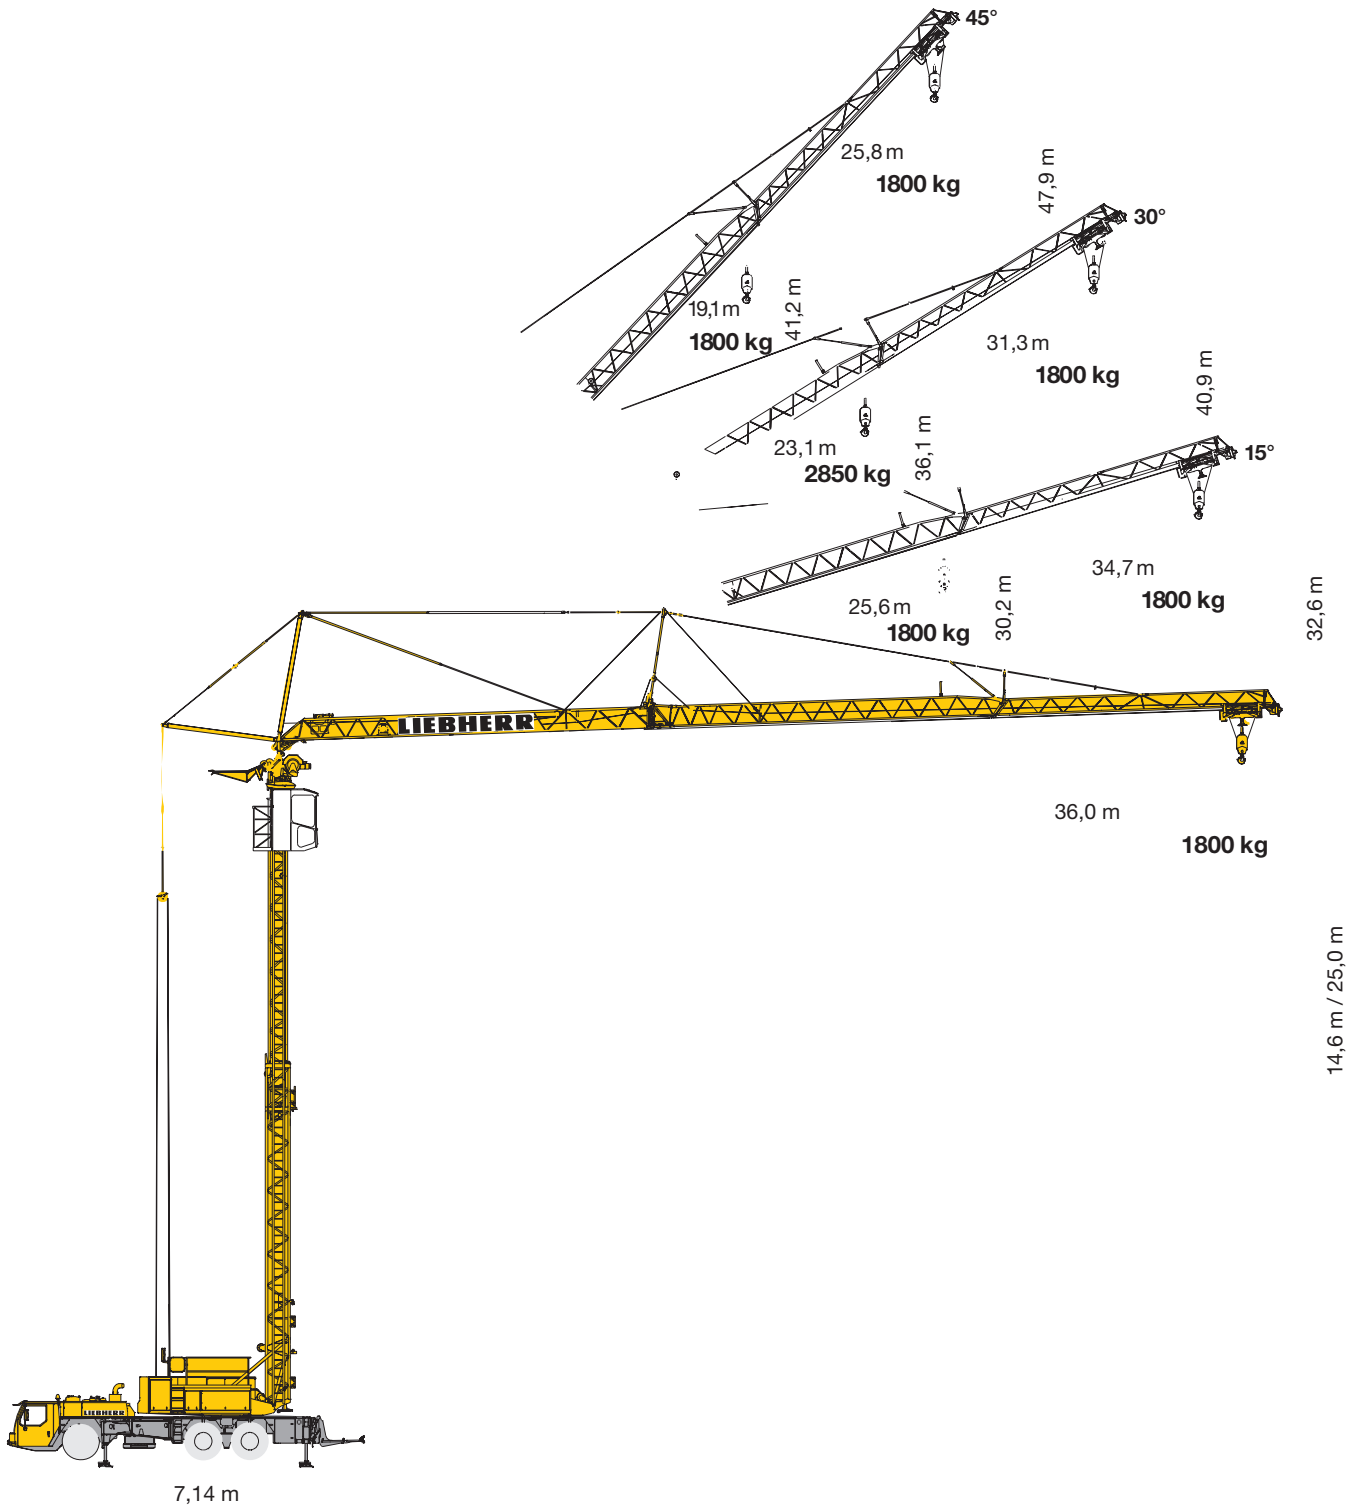 45°
25,8 m
1800 kg
47,9 m
30°
19,1 m
1800 kg
41,2 m
31,3 m
1800 kg
40,9 m
23,1 m
2850 kg
36,1 m
15°
34,7 m
1800 kg
32,6 m
25,6 m
1800 kg
30,2 m
LIEBHERR
36,0 m
1800 kg
14,6 m / 25,0 m
LIEBHERR
7,14 m